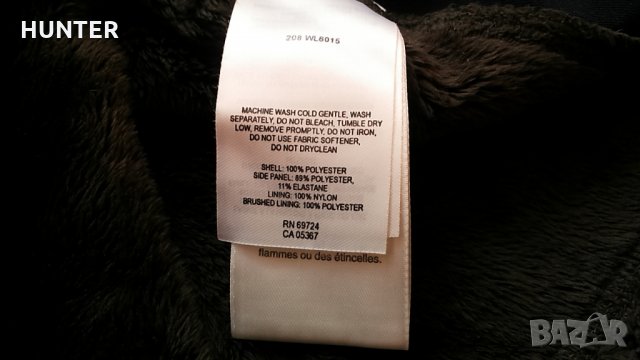 HUNTER
208 WL6015
MACHINE WASH COLD GENTLE, WASH
SEPARATELY, DO NOT BLEACH, TUMBLE DRY
LOW, REMOVE PROMPTLY, DO NOT IRON,
DO NOT USE FABRIC SOFTENER,
DO NOT DRYCLEAN
SHELL: 100% POLYESTER
SIDE PANEL: 89% POLYESTER,
11% ELASTANE
LINING: 100% NYLON
BRUSHED LINING: 100% POLYESTER
RN 69724
CA 05367
flammes ou des étincelles.
BAZAR